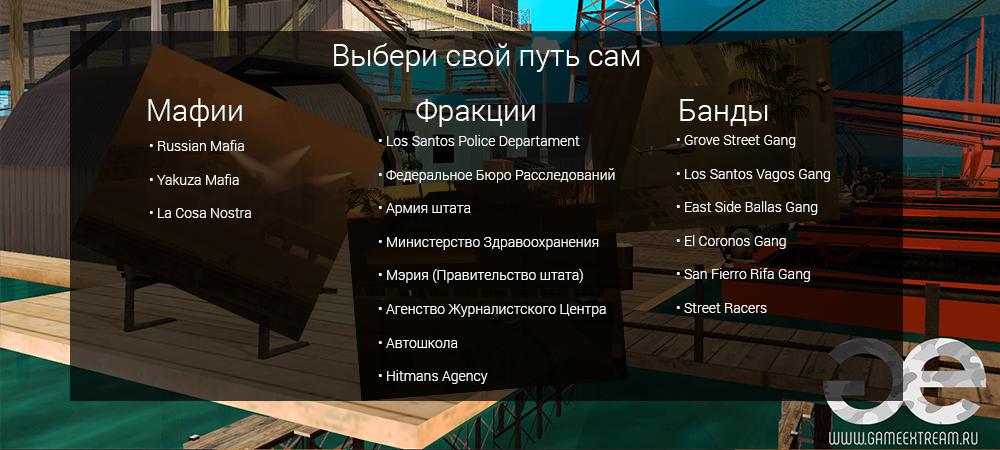 Выбери свой путь сам
Мафии
• Russian Mafia
• Yakuza Mafia
• La Cosa Nostra
Фракции
• Los Santos Police Departament
• Федеральное Бюро Расследований
• Армия штата
• Министерство Здравоохранения
• Мэрия (Правительство штата)
• Агенство Журналистского Центра
• Автошкола
• Hitmans Agency
Банды
• Grove Street Gang
• Los Santos Vagos Gang
• East Side Ballas Gang
• El Coronos Gang
• San Fierro Rifa Gang
• Street Racers
GE
WWW.GAMEEXTREAM.RU